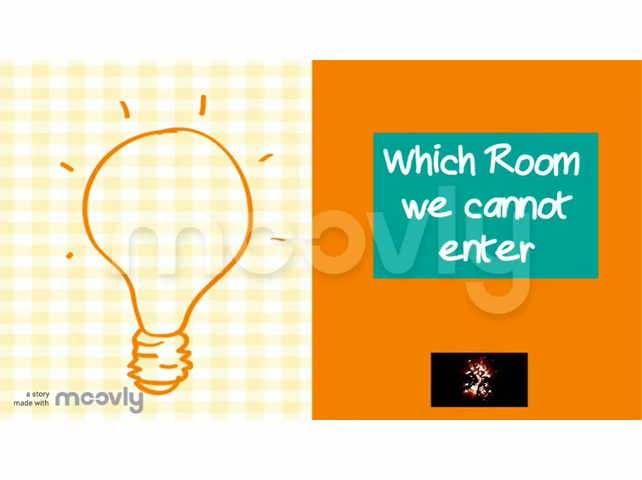 Which Room
we cannot
enter
moovly
a story
made with moovly